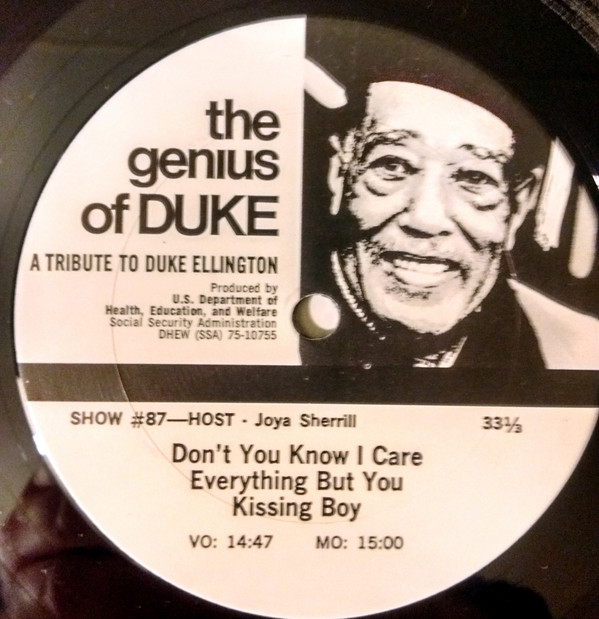 the
genius
of DUKE
A TRIBUTE TO DUKE ELLINGTON
Produced by
U.S. Department of
Health, Education, and Welfare
Social Security Administration
DHEW (SSA) 75-10755
SHOW #87—HOST - Joya Sherrill 33⅓
Don't You Know I Care
Everything But You
Kissing Boy
VO: 14:47 MO: 15:00